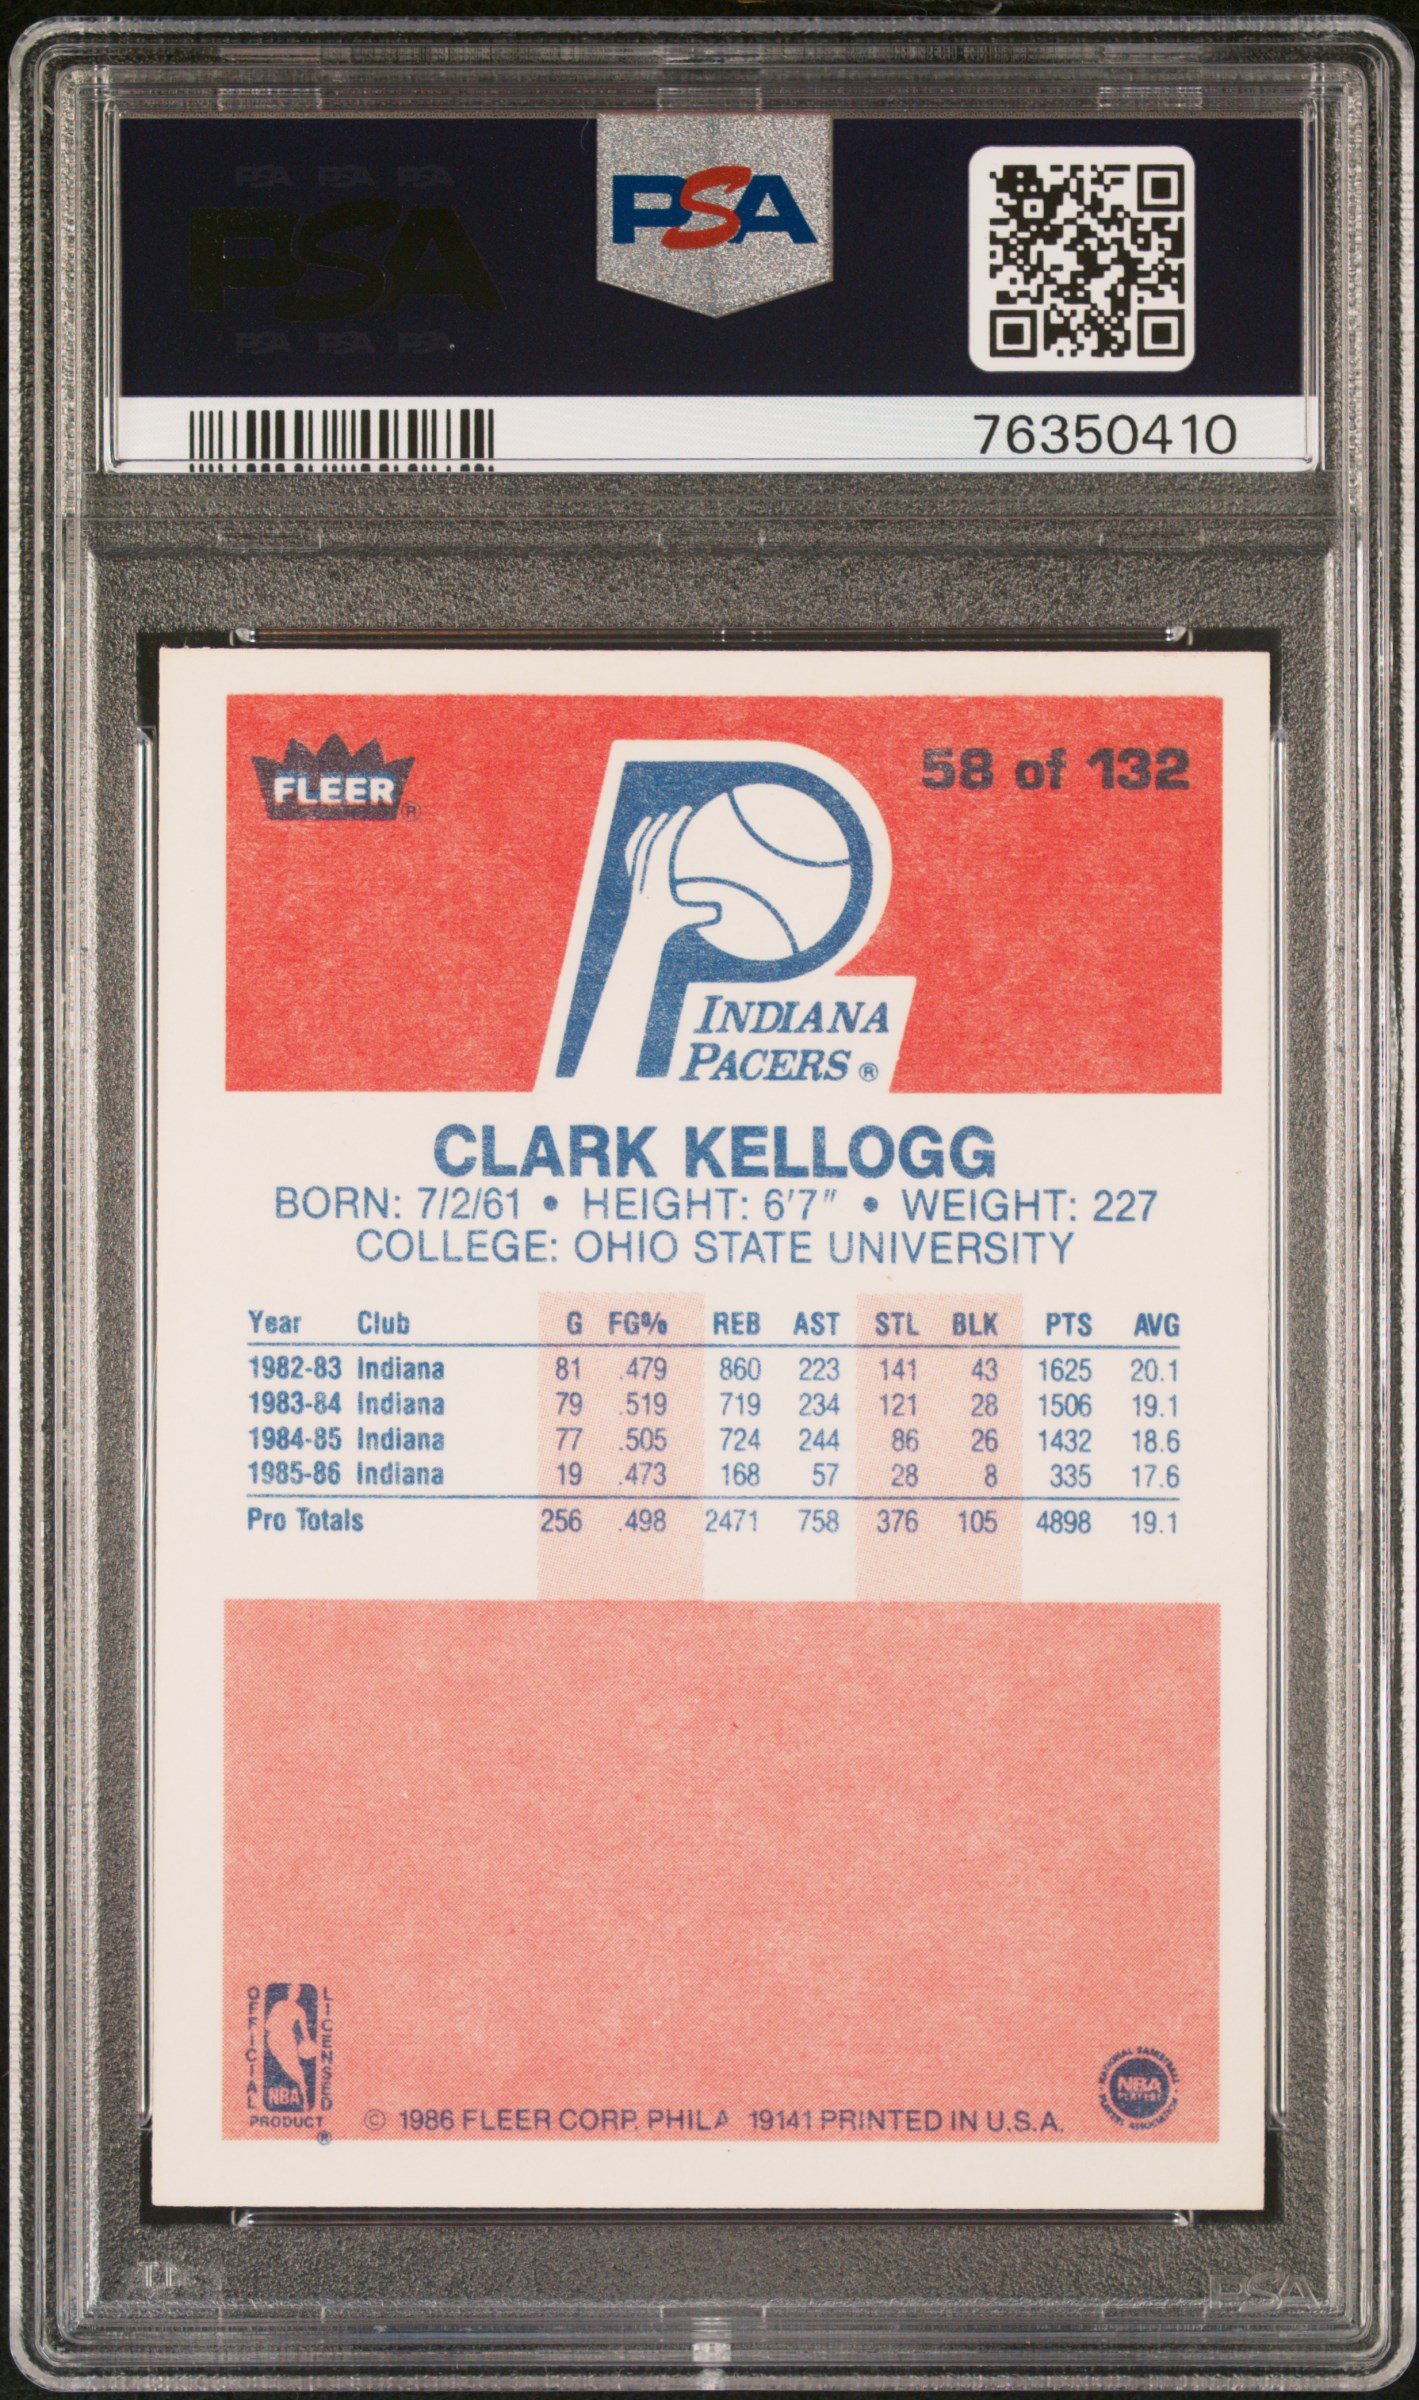 PSA PSA PSA
PSA
PSA PSA PSA
PSA
76350410
FLEER ®
58 of 132
INDIANA
PACERS ®
CLARK KELLOGG
BORN: 7/2/61 • HEIGHT: 6'7" • WEIGHT: 227
COLLEGE: OHIO STATE UNIVERSITY
Year Club G FG% REB AST STL BLK PTS AVG
1982-83 Indiana 81 .479 860 223 141 43 1625 20.1
1983-84 Indiana 79 .519 719 234 121 28 1506 19.1
1984-85 Indiana 77 .505 724 244 86 26 1432 18.6
1985-86 Indiana 19 .473 168 57 28 8 335 17.6
Pro Totals 256 .498 2471 758 376 105 4898 19.1
OFFICIAL LICENSED
NBA
PRODUCT ®
© 1986 FLEER CORP. PHILA 19141 PRINTED IN U.S.A.
NATIONAL BASKETBALL
NBA
PLAYERS
PLAYERS ASSOCIATION
PSA